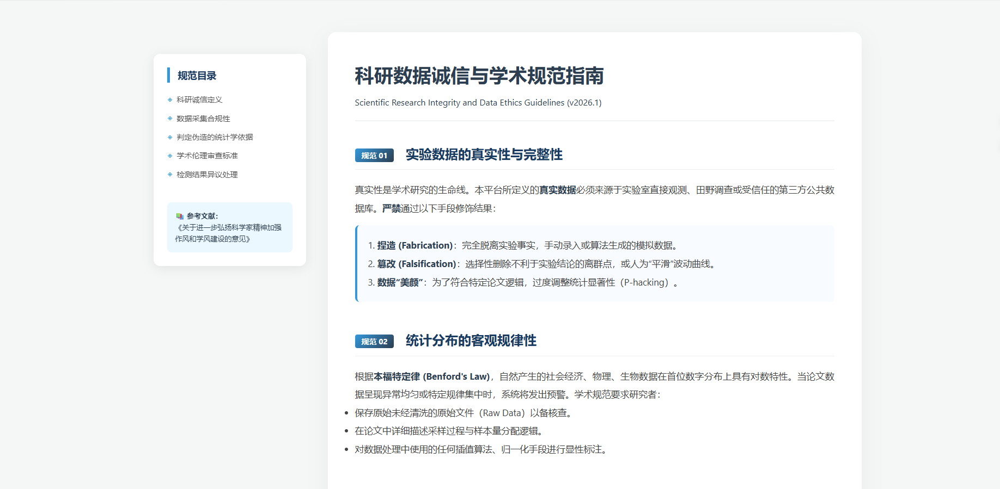 规范目录
科研诚信定义
数据采集合规性
判定伪造的统计学依据
学术伦理审查标准
检测结果异议处理
参考文献：
《关于进一步弘扬科学家精神加强
作风和学风建设的意见》
科研数据诚信与学术规范指南
Scientific Research Integrity and Data Ethics Guidelines (v2026.1)
规范 01 实验数据的真实性与完整性
真实性是学术研究的生命线。本平台所定义的真实数据必须来源于实验室直接观测、田野调查或受信任的第三方公共数
据库。严禁通过以下手段修饰结果：
1. 捏造 (Fabrication)：完全脱离实验事实，手动录入或算法生成的模拟数据。
2. 篡改 (Falsification)：选择性删除不利于实验结论的离群点，或人为“平滑”波动曲线。
3. 数据“美颜”：为了符合特定论文逻辑，过度调整统计显著性（P-hacking）。
规范 02 统计分布的客观规律性
根据本福特定律 (Benford's Law)，自然产生的社会经济、物理、生物数据在首位数字分布上具有对数特性。当论文数
据呈现异常均匀或特定规律集中时，系统将发出预警。学术规范要求研究者：
• 保存原始未经清洗的原始文件（Raw Data）以备核查。
• 在论文中详细描述采样过程与样本量分配逻辑。
• 对数据处理中使用的任何插值算法、归一化手段进行显性标注。